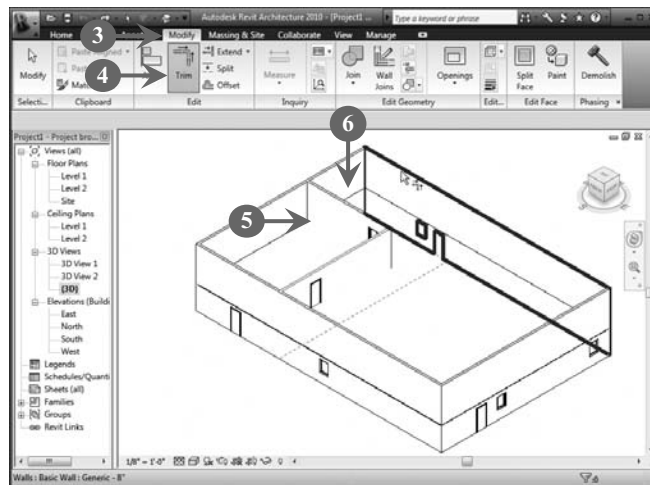 Autodesk Revit Architecture 2010 - [Project1 ...
Type a keyword or phrase
3
Home
Modify
Massing & Site
Collaborate
View
Manage
Modify
4
Trim
Extend
Split
Offset
Measure
Join
Wall
Joins
Openings
Split
Face
Paint
Demolish
Selecti...
Clipboard
Edit
Inquiry
Edit Geometry
Edit...
Edit Face
Phasing
Project1 - Project bro...
Views (all)
Floor Plans
Level 1
Level 2
Site
Ceiling Plans
Level 1
Level 2
3D Views
3D View 1
3D View 2
{3D}
Elevations (Buildi
East
North
South
West
Legends
Schedules/Quanti
Sheets (all)
Families
Groups
Revit Links
6
5
1/8" = 1'-0"
Walls : Basic Wall : Generic - 8"
:0